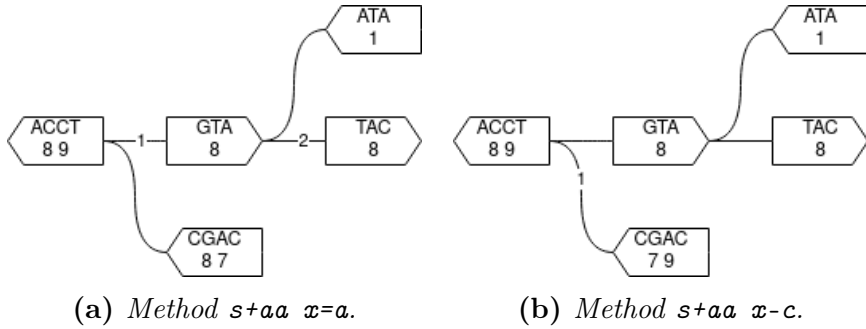 ATA
1
ACCT
8 9
1
GTA
8
2
TAC
8
CGAC
8 7
(a) Method s+aa x=a.
ATA
1
ACCT
8 9
GTA
8
TAC
8
1
CGAC
7 9
(b) Method s+aa x-c.